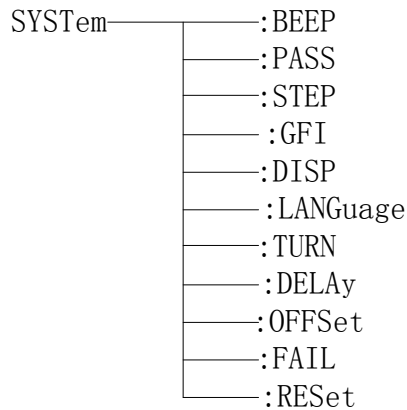 SYSTem :BEEP
:PASS
:STEP
:GFI
:DISP
:LANGuage
:TURN
:DELAy
:OFFSet
:FAIL
:RESet